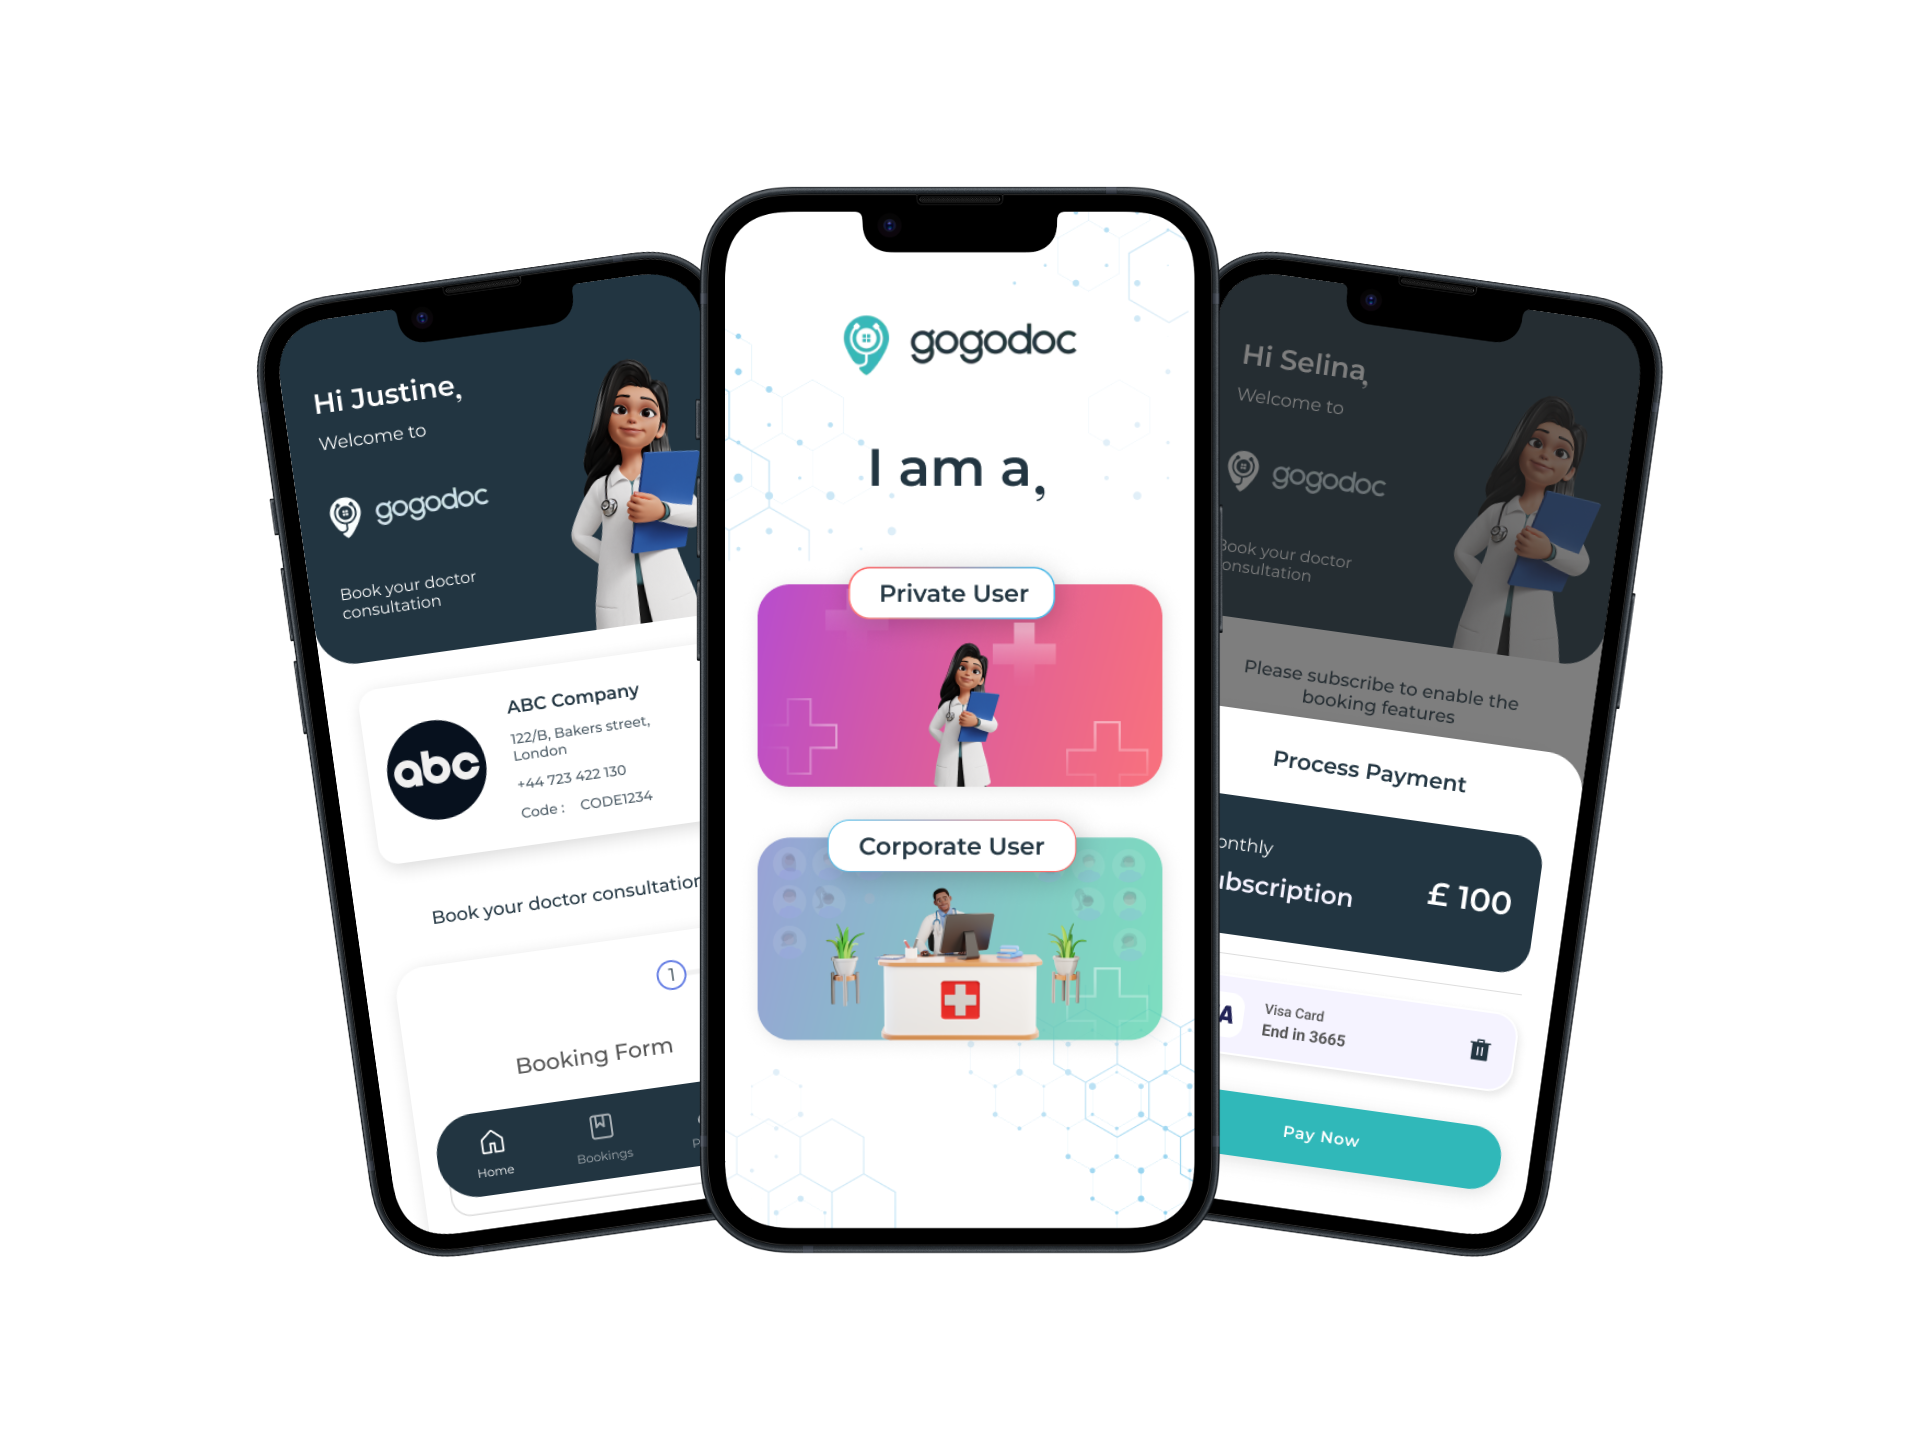 Hi Justine,
Welcome to
gogodoc
Book your doctor
consultation
ABC Company
abc
122/B, Bakers street,
London
+44 723 422 130
Code : CODE1234
Book your doctor consultation
1
Booking Form
Home
Bookings
gogodoc
I am a,
Private User
Corporate User
Hi Selina,
Welcome to
gogodoc
Book your doctor
consultation
Please subscribe to enable the
booking features
Process Payment
onthly
ubscription
£ 100
A
Visa Card
End in 3665
Pay Now